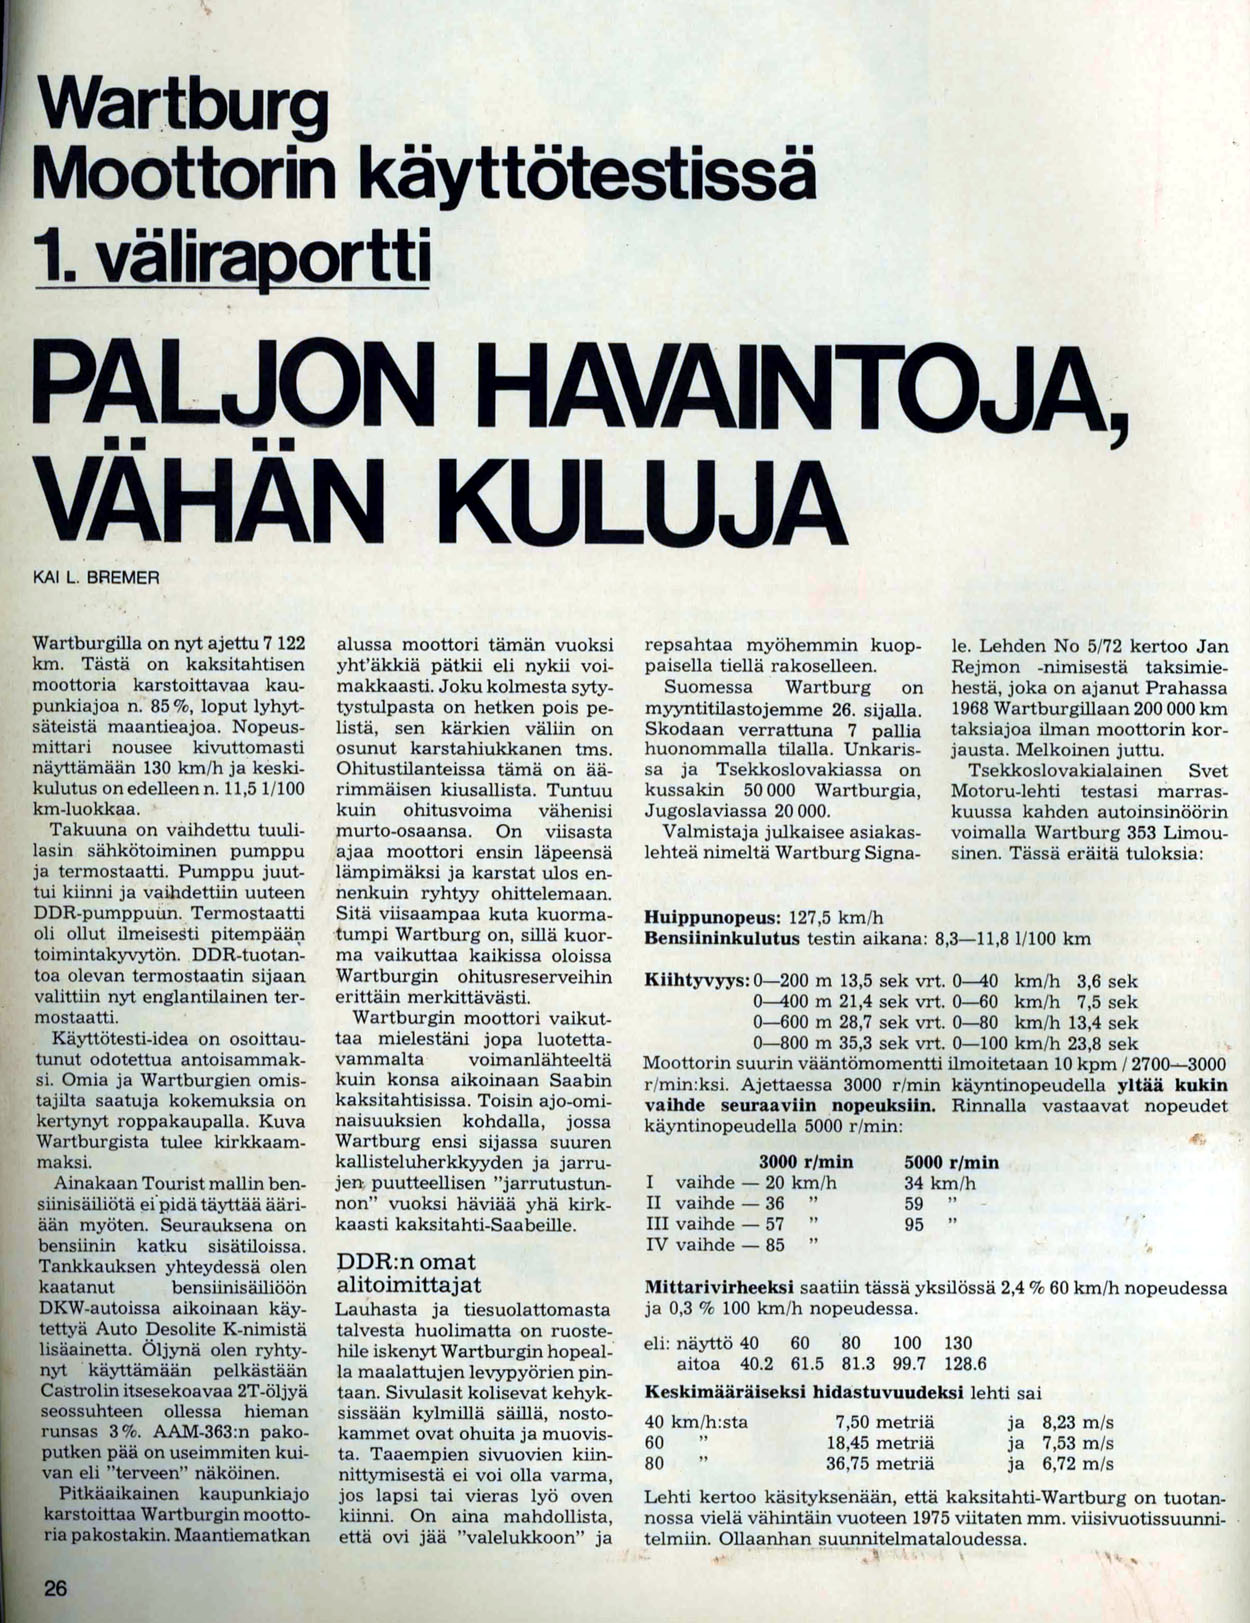 Wartburg
Moottorin käyttötestissä
1. väliraportti
PALJON HAVAINTOJA,
VÄHÄN KULUJA
KAI L. BREMER
Wartburgilla on nyt ajettu 7 122
km. Tästä on kaksitahtisen
moottoria karstoittavaa kau-
punkiajoa n. 85 %, loput lyhyt-
säteistä maantieajoa. Nopeus-
mittari nousee kivuttomasti
näyttämään 130 km/h ja keski-
kulutus on edelleen n. 11,5 l/100
km-luokkaa.
Takuuna on vaihdettu tuuli-
lasin sähkötoiminen pumppu
ja termostaatti. Pumppu juut-
tui kiinni ja vaihdettiin uuteen
DDR-pumppuun. Termostaatti
oli ollut ilmeisesti pitempään
toimintakyvytön. DDR-tuotan-
toa olevan termostaatin sijaan
valittiin nyt englantilainen ter-
mostaatti.
Käyttötesti-idea on osoittau-
tunut odotettua antoisammak-
si. Omia ja Wartburgien omis-
tajilta saatuja kokemuksia on
kertynyt roppakaupalla. Kuva
Wartburgista tulee kirkkaam-
maksi.
Ainakaan Tourist mallin ben-
siinisäiliötä ei pidä täyttää ääri-
ään myöten. Seurauksena on
bensiinin katku sisätiloissa.
Tankkauksen yhteydessä olen
kaatanut bensiinisäiliöön
DKW-autoissa aikoinaan käy-
tettyä Auto Desolite K-nimistä
lisäainetta. Öljynä olen ryhty-
nyt käyttämään pelkästään
Castrolin itsesekoavaa 2T-öljyä
seossuhteen ollessa hieman
runsas 3 %. AAM-363:n pako-
putken pää on useimmiten kui-
van eli "terveen" näköinen.
Pitkäaikainen kaupunkiajo
karstoittaa Wartburgin mootto-
ria pakostakin. Maantiematkan
alussa moottori tämän vuoksi
yht'äkkiä pätkii eli nykii voi-
makkaasti. Joku kolmesta syty-
tystulpasta on hetken pois pe-
listä, sen kärkien väliin on
osunut karstahiukkanen tms.
Ohitustilanteissa tämä on ää-
rimmäisen kiusallista. Tuntuu
kuin ohitusvoima vähenisi
murto-osaansa. On viisasta
ajaa moottori ensin läpeensä
lämpimäksi ja karstat ulos en-
nenkuin ryhtyy ohittelemaan.
Sitä viisaampaa kuta kuorma-
tumpi Wartburg on, sillä kuor-
ma vaikuttaa kaikissa oloissa
Wartburgin ohitusreserveihin
erittäin merkittävästi.
Wartburgin moottori vaikut-
taa mielestäni jopa luotetta-
vammalta voimanlähteeltä
kuin konsa aikoinaan Saabin
kaksitahtisissa. Toisin ajo-omi-
naisuuksien kohdalla, jossa
Wartburg ensi sijassa suuren
kallisteluherkkyyden ja jarru-
jen puutteellisen "jarrutustun-
non" vuoksi häviää yhä kirk-
kaasti kaksitahti-Saabeille.
DDR:n omat
alitoimittajat
Lauhasta ja tiesuolattomasta
talvesta huolimatta on ruoste-
hile iskenyt Wartburgin hopeal-
la maalattujen levypyörien pin-
taan. Sivulasit kolisevat kehyk-
sissään kylmillä säillä, nosto-
kammet ovat ohuita ja muovis-
ta. Taaempien sivuovien kiin-
nittymisestä ei voi olla varma,
jos lapsi tai vieras lyö oven
kiinni. On aina mahdollista,
että ovi jää "valelukkoon" ja
repsahtaa myöhemmin kuop-
paisella tiellä rakoselleen.
Suomessa Wartburg on
myyntitilastojemme 26. sijalla.
Skodaan verrattuna 7 pallia
huonommalla tilalla. Unkaris-
sa ja Tsekkoslovakiassa on
kussakin 50 000 Wartburgia,
Jugoslaviassa 20 000.
Valmistaja julkaisee asiakas-
lehteä nimeltä Wartburg Signa-
le. Lehden No 5/72 kertoo Jan
Rejmon -nimisestä taksimie-
hestä, joka on ajanut Prahassa
1968 Wartburgillaan 200 000 km
taksiajoa ilman moottorin kor-
jausta. Melkoinen juttu.
Tsekkoslovakialainen Svet
Motoru-lehti testasi marras-
kuussa kahden autoinsinöörin
voimalla Wartburg 353 Limou-
sinen. Tässä eräitä tuloksia:
Huippunopeus: 127,5 km/h
Bensiininkulutus testin aikana: 8,3—11,8 l/100 km
Kiihtyvyys: 0—200 m 13,5 sek vrt. 0—40 km/h 3,6 sek
0—400 m 21,4 sek vrt. 0—60 km/h 7,5 sek
0—600 m 28,7 sek vrt. 0—80 km/h 13,4 sek
0—800 m 35,3 sek vrt. 0—100 km/h 23,8 sek
Moottorin suurin vääntömomentti ilmoitetaan 10 kpm / 2700—3000
r/min:ksi. Ajettaessa 3000 r/min käyntinopeudella yltää kukin
vaihde seuraaviin nopeuksiin. Rinnalla vastaavat nopeudet
käyntinopeudella 5000 r/min:
3000 r/min 5000 r/min
I vaihde — 20 km/h 34 km/h
II vaihde — 36 " 59 "
III vaihde — 57 " 95 "
IV vaihde — 85 "
Mittarivirheeksi saatiin tässä yksilössä 2,4 % 60 km/h nopeudessa
ja 0,3 % 100 km/h nopeudessa.
eli: näyttö 40 60 80 100 130
aitoa 40.2 61.5 81.3 99.7 128.6
Keskimääräiseksi hidastuvuudeksi lehti sai
40 km/h:sta 7,50 metriä ja 8,23 m/s
60 " 18,45 metriä ja 7,53 m/s
80 " 36,75 metriä ja 6,72 m/s
Lehti kertoo käsityksenään, että kaksitahti-Wartburg on tuotan-
nossa vielä vähintäin vuoteen 1975 viitaten mm. viisivuotissuunni-
telmiin. Ollaanhan suunnitelmataloudessa.
26